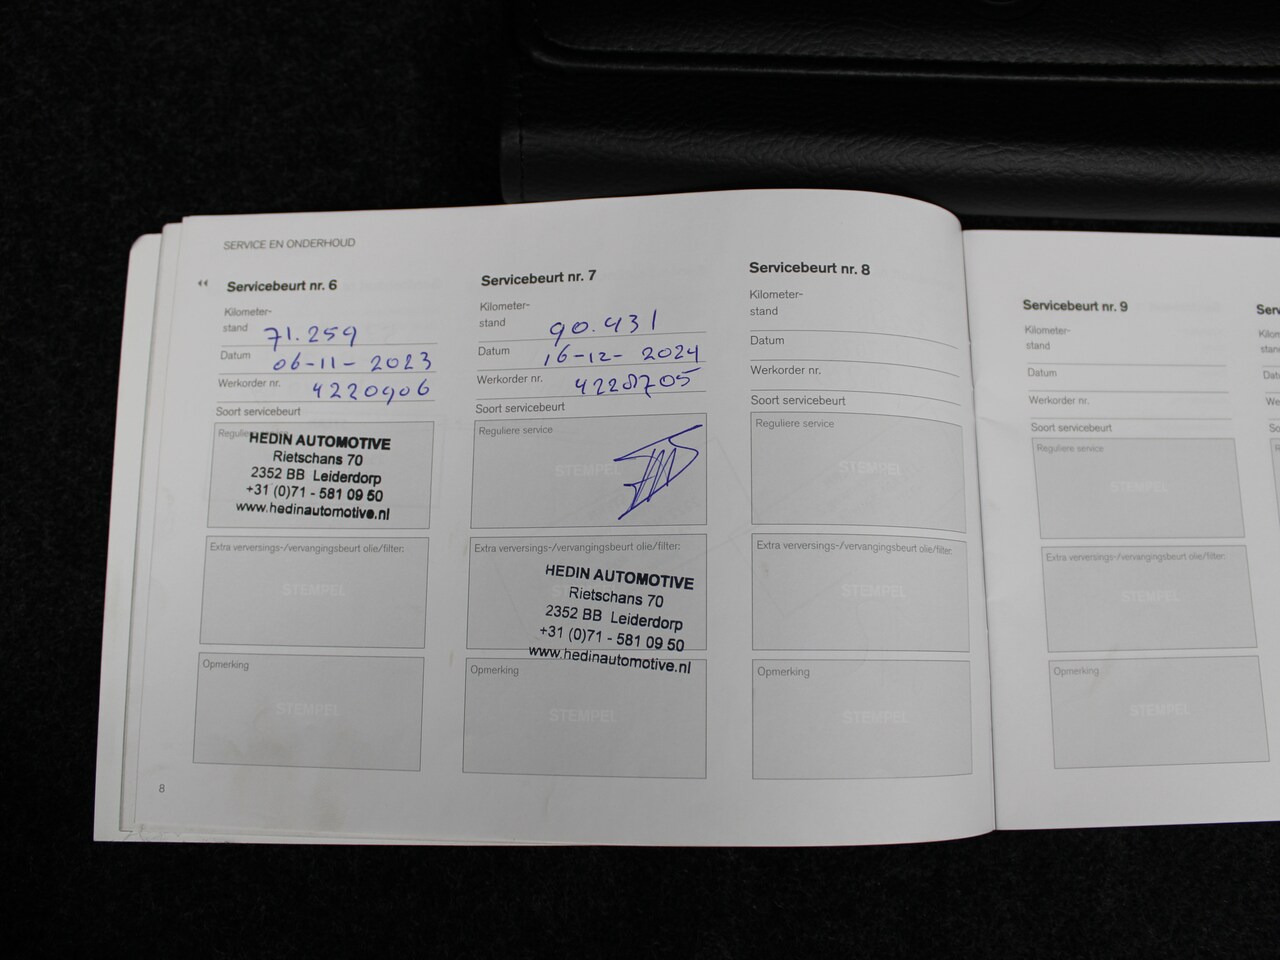 SERVICE EN ONDERHOUD
Servicebeurt nr. 6
Kilometer-
stand 71.259
Datum 06-11-2023
Werkorder nr. 4220906
Soort servicebeurt
Reguliere
HEDIN AUTOMOTIVE
Rietschans 70
2352 BB Leiderdorp
+31 (0)71 - 581 09 50
www.hedinautomotive.nl
Extra verversings-/vervangingsbeurt olie/filter:
STEMPEL
Opmerking
STEMPEL
8
Servicebeurt nr. 7
Kilometer-
stand 90.431
Datum 16-12-2024
Werkorder nr. 4228705
Soort servicebeurt
Reguliere service
STEMPEL
Extra verversings-/vervangingsbeurt olie/filter:
HEDIN AUTOMOTIVE
Rietschans 70
2352 BB Leiderdorp
+31 (0)71 - 581 09 50
www.hedinautomotive.nl
Opmerking
STEMPEL
Servicebeurt nr. 8
Kilometer-
stand
Datum
Werkorder nr.
Soort servicebeurt
Reguliere service
STEMPEL
Extra verversings-/vervangingsbeurt olie/filter:
STEMPEL
Opmerking
STEMPEL
Servicebeurt nr. 9
Kilometer-
stand
Datum
Werkorder nr.
Soort servicebeurt
Reguliere service
STEMPEL
Extra verversings-/vervangingsbeurt olie/filter:
STEMPEL
Opmerking
STEMPEL